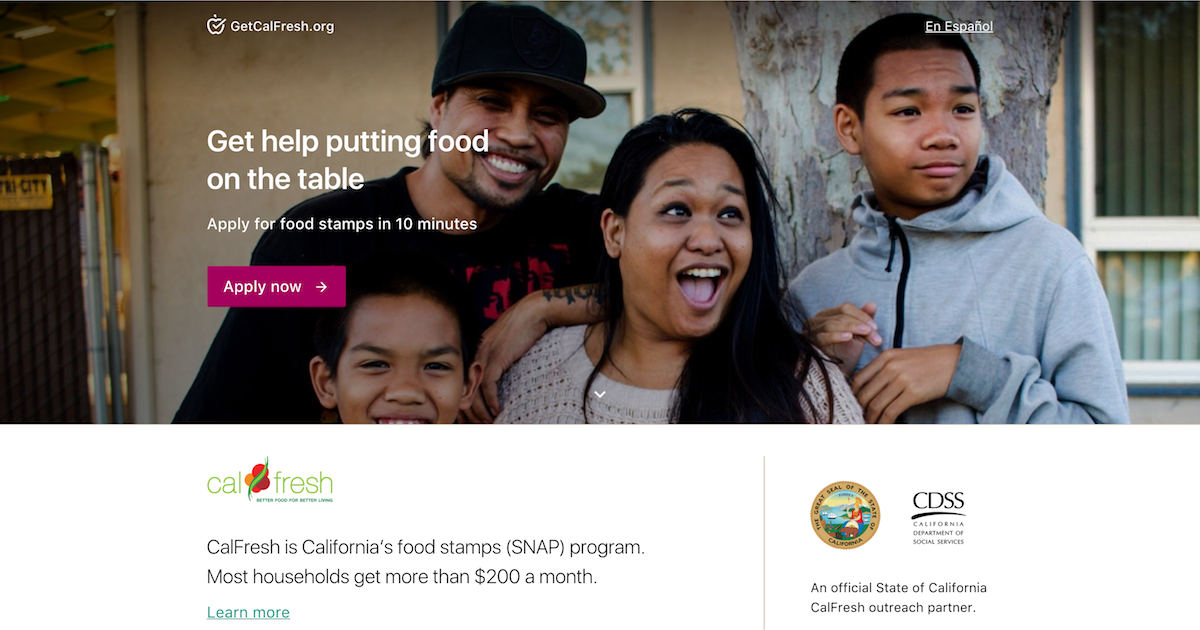 GetCalFresh.org
En Español
TRI-CITY
Get help putting food
on the table
Apply for food stamps in 10 minutes
Apply now →
cal fresh
BETTER FOOD FOR BETTER LIVING
CalFresh is California’s food stamps (SNAP) program.
Most households get more than $200 a month.
Learn more
THE GREAT SEAL OF THE STATE OF CALIFORNIA
CDSS
CALIFORNIA
DEPARTMENT OF
SOCIAL SERVICES
An official State of California
CalFresh outreach partner.